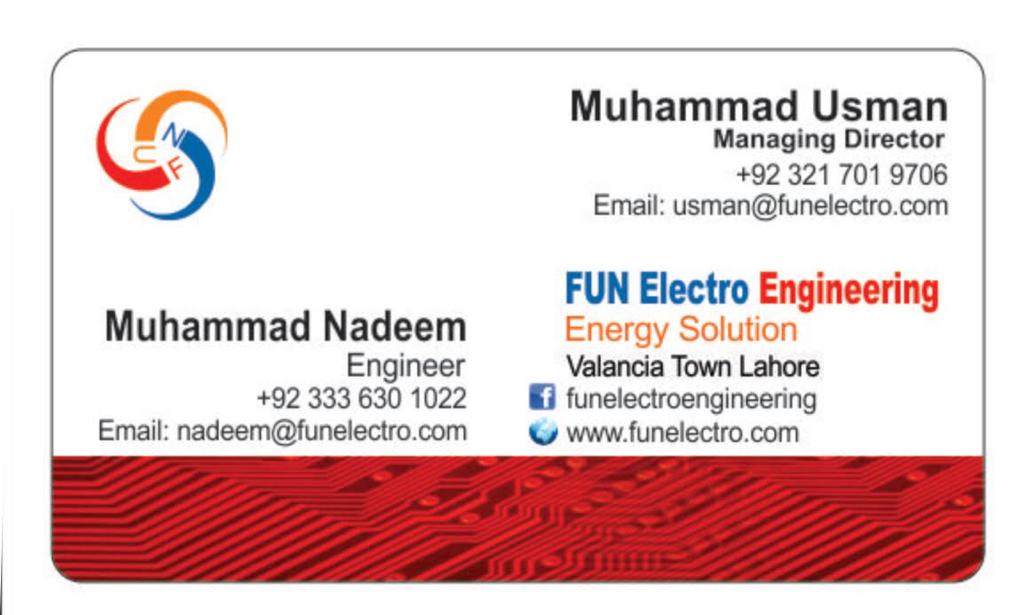 N
U
F
Muhammad Usman
Managing Director
+92 321 701 9706
Email: usman@funelectro.com
Muhammad Nadeem
Engineer
+92 333 630 1022
Email: nadeem@funelectro.com
FUN Electro Engineering
Energy Solution
Valancia Town Lahore
f funelectroengineering
www.funelectro.com